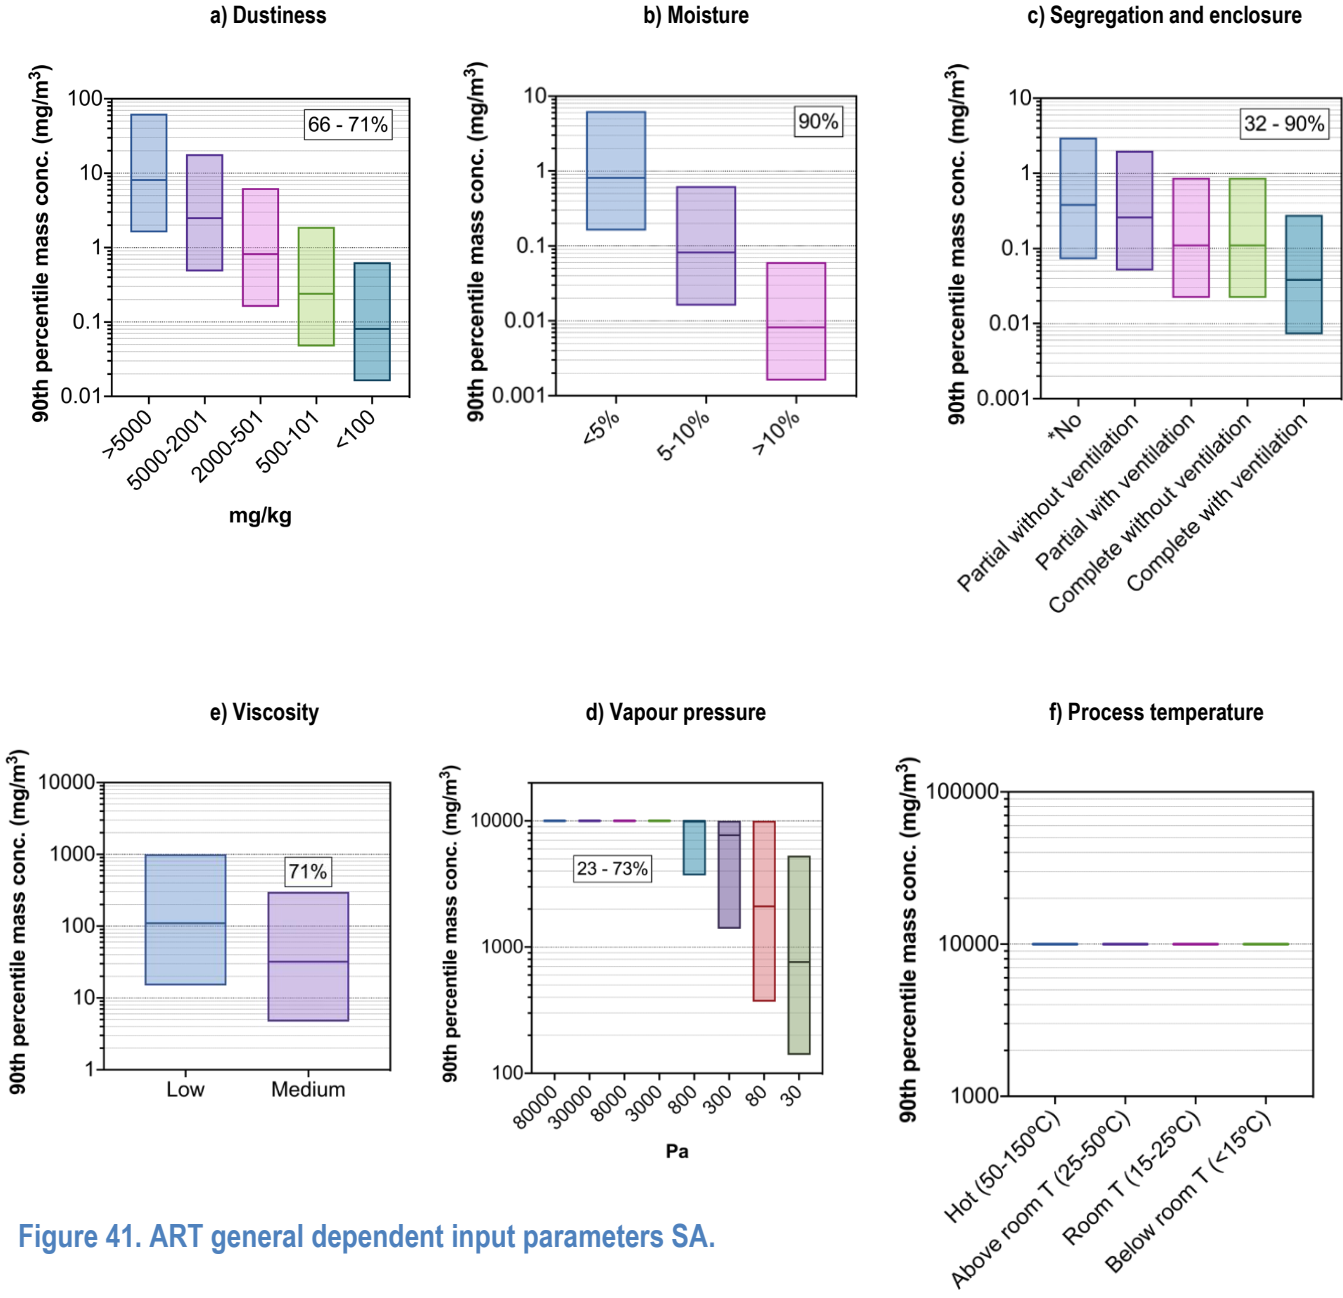 a) Dustiness
90th percentile mass conc. (mg/m³)
100
10
1
0.1
0.01
66 - 71%
>5000
5000-2001
2000-501
500-101
<100
mg/kg
b) Moisture
90th percentile mass conc. (mg/m³)
10
1
0.1
0.01
0.001
90%
<5%
5-10%
>10%
c) Segregation and enclosure
90th percentile mass conc. (mg/m³)
10
1
0.1
0.01
0.001
32 - 90%
*No
Partial without ventilation
Partial with ventilation
Complete without ventilation
Complete with ventilation
e) Viscosity
90th percentile mass conc. (mg/m³)
10000
1000
100
10
1
71%
Low
Medium
d) Vapour pressure
90th percentile mass conc. (mg/m³)
10000
1000
100
23 - 73%
80000
30000
8000
3000
800
300
80
30
Pa
f) Process temperature
90th percentile mass conc. (mg/m³)
100000
10000
1000
Hot (50-150ºC)
Above room T (25-50ºC)
Room T (15-25ºC)
Below room T (<15ºC)
Figure 41. ART general dependent input parameters SA.